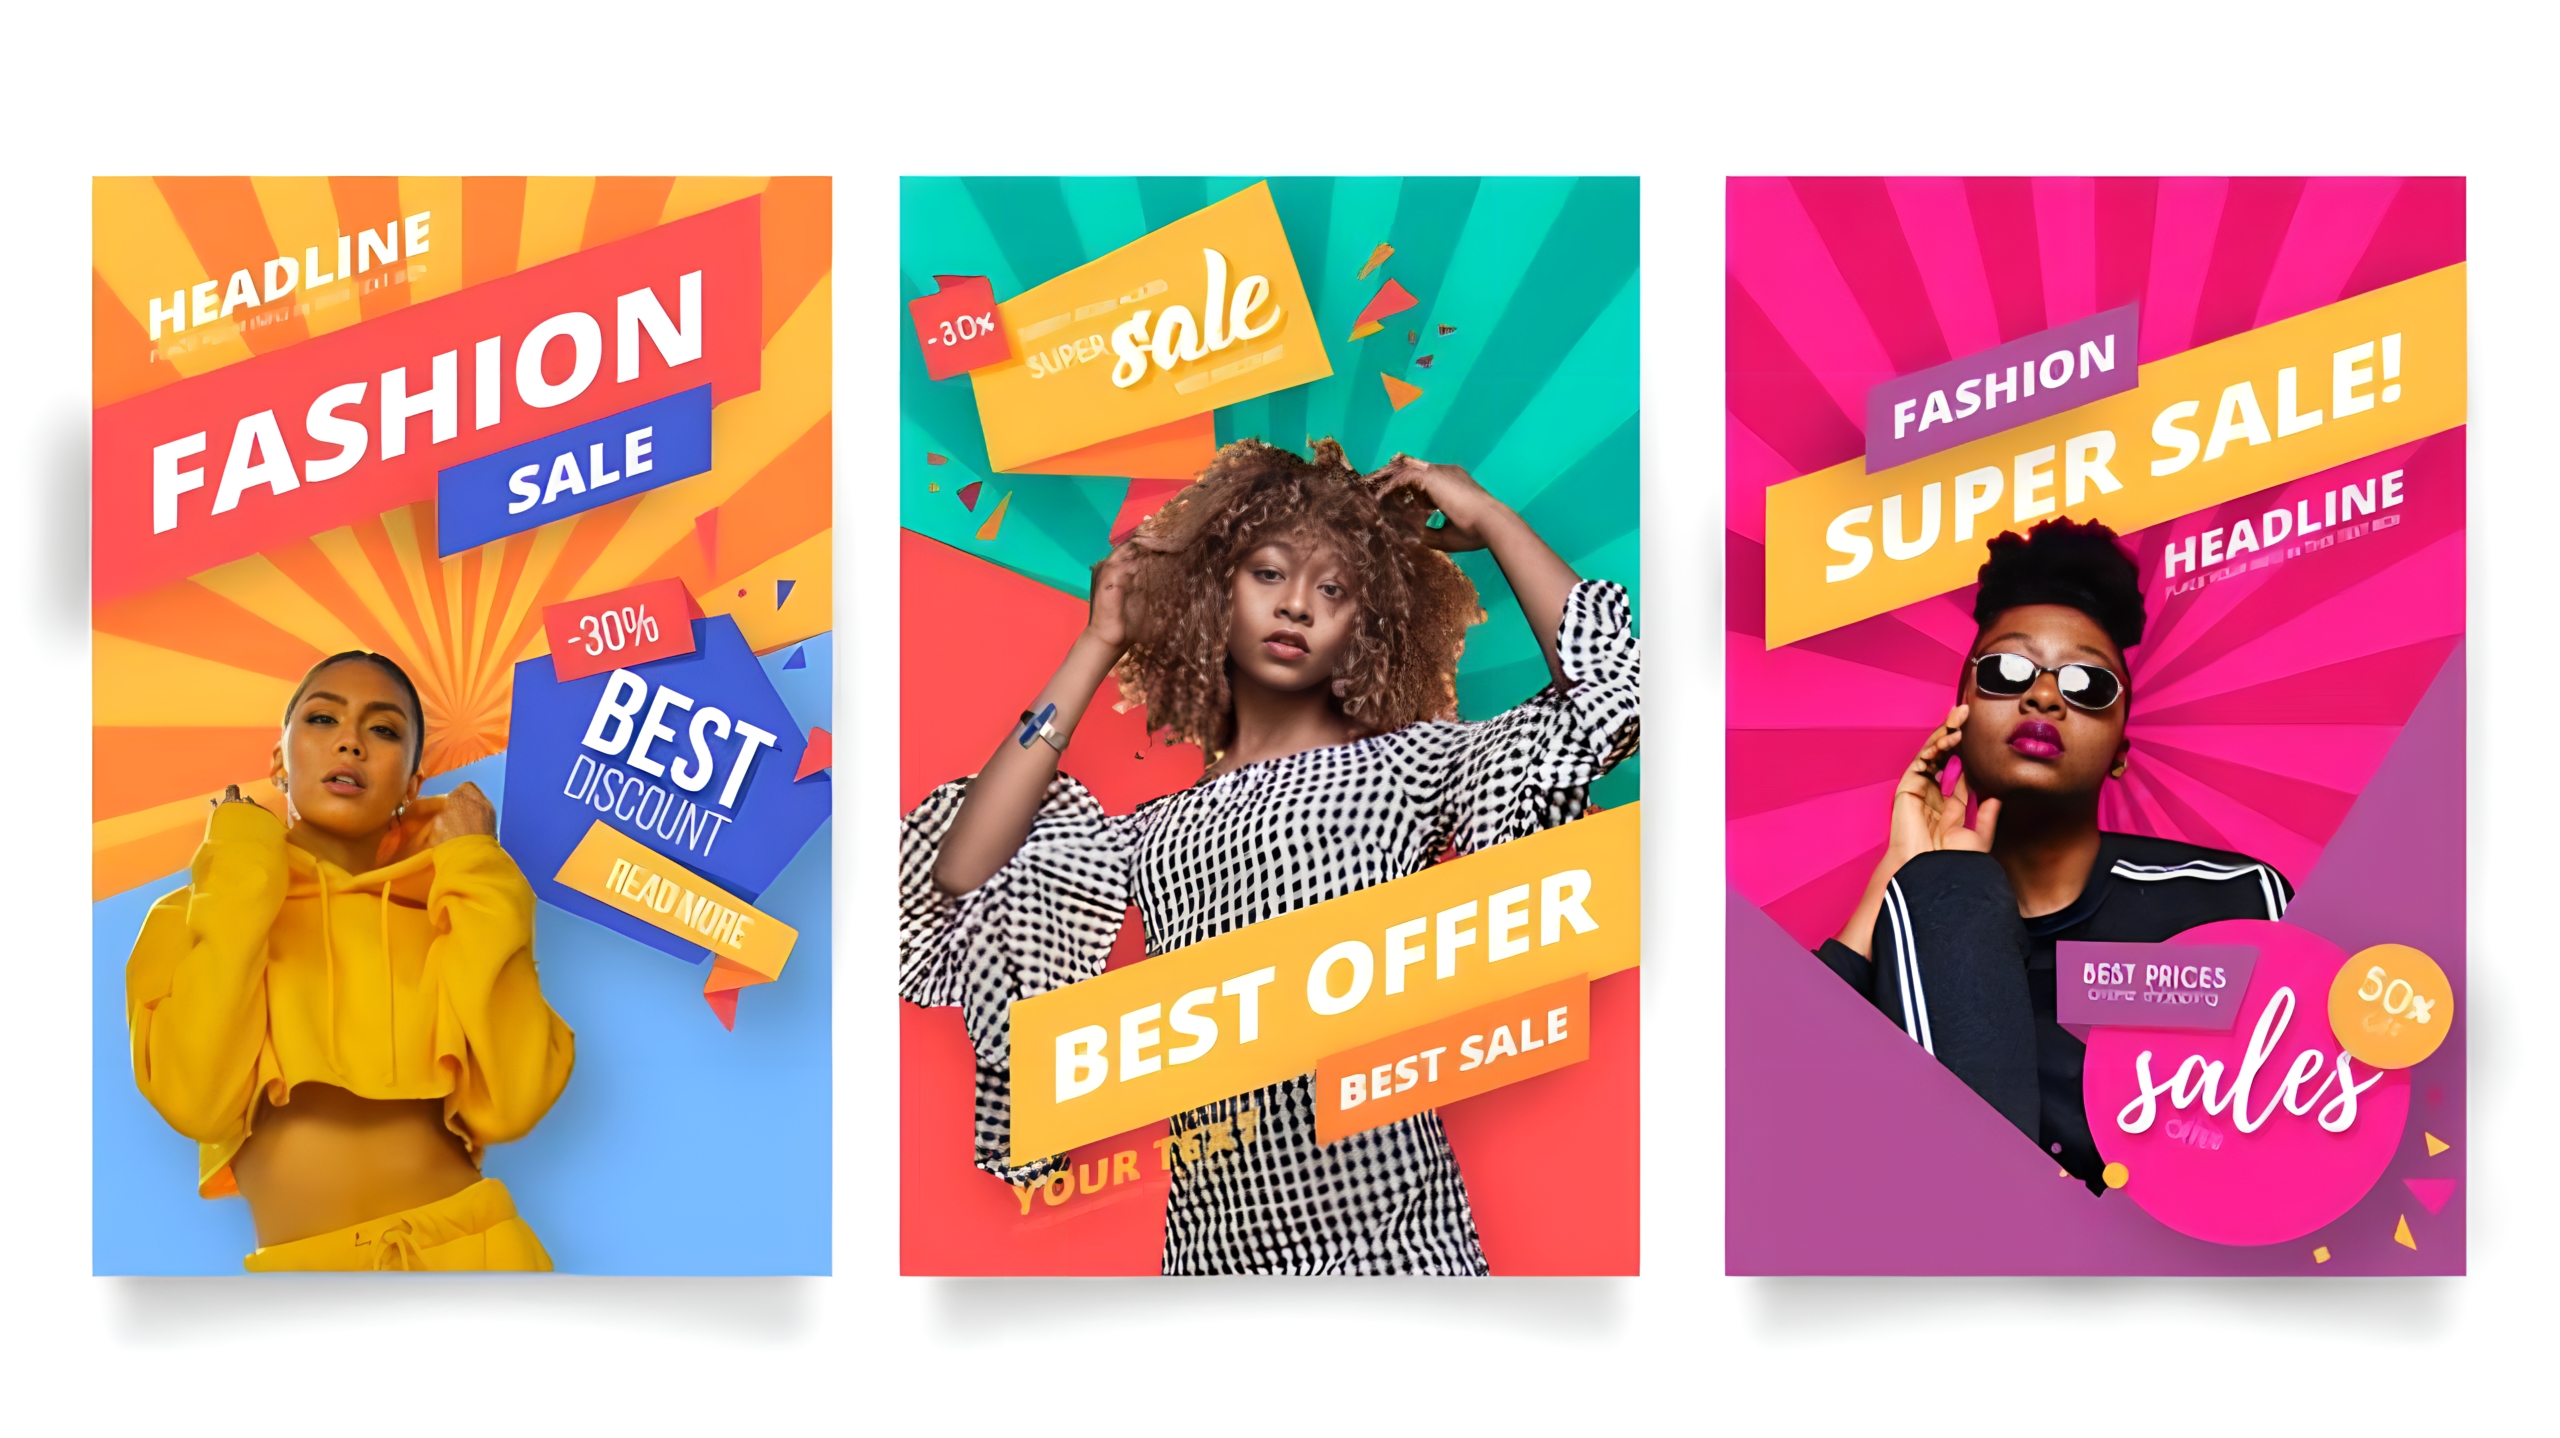 HEADLINE
FASHION
SALE
-30%
BEST
DISCOUNT
READ MORE
-30%
SUPER sale
BEST OFFER
BEST SALE
YOUR TEXT
FASHION
SUPER SALE!
HEADLINE
BEST PRICES
50%
sales